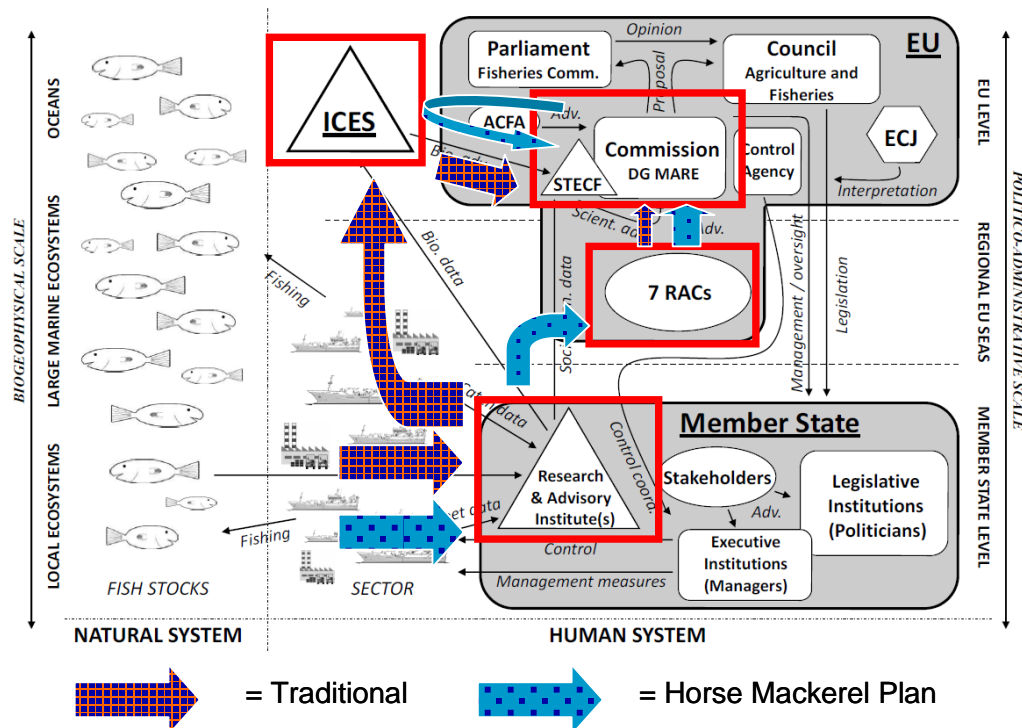 EU
Parliament
Fisheries Comm.
Opinion
Council
Agriculture and
Fisheries
Proposal
ICES
ACFA
Adv.
ECJ
Commission
DG MARE
Control
Agency
STECF
Interpretation
Scient.
Adv.
Bio. data
7 RACs
Fishing
Management / oversight
Legislation
data
Member State
Research
& Advisory
Institute(s)
Control coord.
Stakeholders
Adv.
Legislative
Institutions
(Politicians)
Executive
Institutions
(Managers)
data
Fishing
Control
Management measures
FISH STOCKS
SECTOR
BIOGEOPHYSICAL SCALE
OCEANS
LARGE MARINE ECOSYSTEMS
LOCAL ECOSYSTEMS
EU LEVEL
REGIONAL EU SEAS
MEMBER STATE LEVEL
POLITICO-ADMINISTRATIVE SCALE
NATURAL SYSTEM
HUMAN SYSTEM
= Traditional
= Horse Mackerel Plan